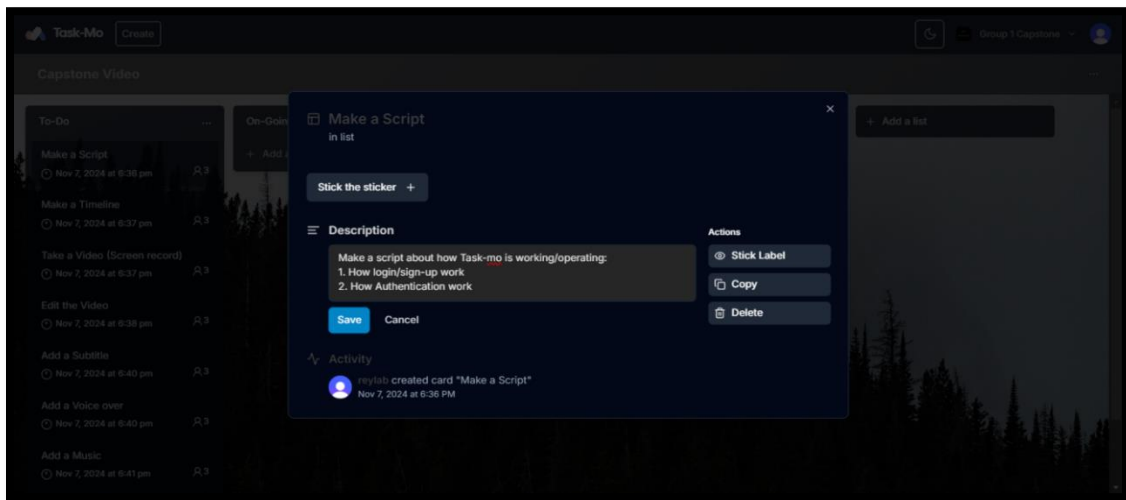 Task-Mo Create
Group 1 Capstone
Capstone Video
...
To-Do
...
Make a Script
Nov 7, 2024 at 6:36 pm
3
Make a Timeline
Nov 7, 2024 at 6:37 pm
3
Take a Video (Screen record)
Nov 7, 2024 at 6:37 pm
3
Edit the Video
Nov 7, 2024 at 6:38 pm
3
Add a Subtitle
Nov 7, 2024 at 6:40 pm
3
Add a Voice over
Nov 7, 2024 at 6:40 pm
3
Add a Music
Nov 7, 2024 at 6:41 pm
3
On-Goin
+ Add a
Make a Script
in list
Stick the sticker +
Description
Make a script about how Task-mo is working/operating:
1. How login/sign-up work
2. How Authentication work
Save Cancel
Activity
reylab created card "Make a Script"
Nov 7, 2024 at 6:36 PM
Actions
Stick Label
Copy
Delete
+ Add a list